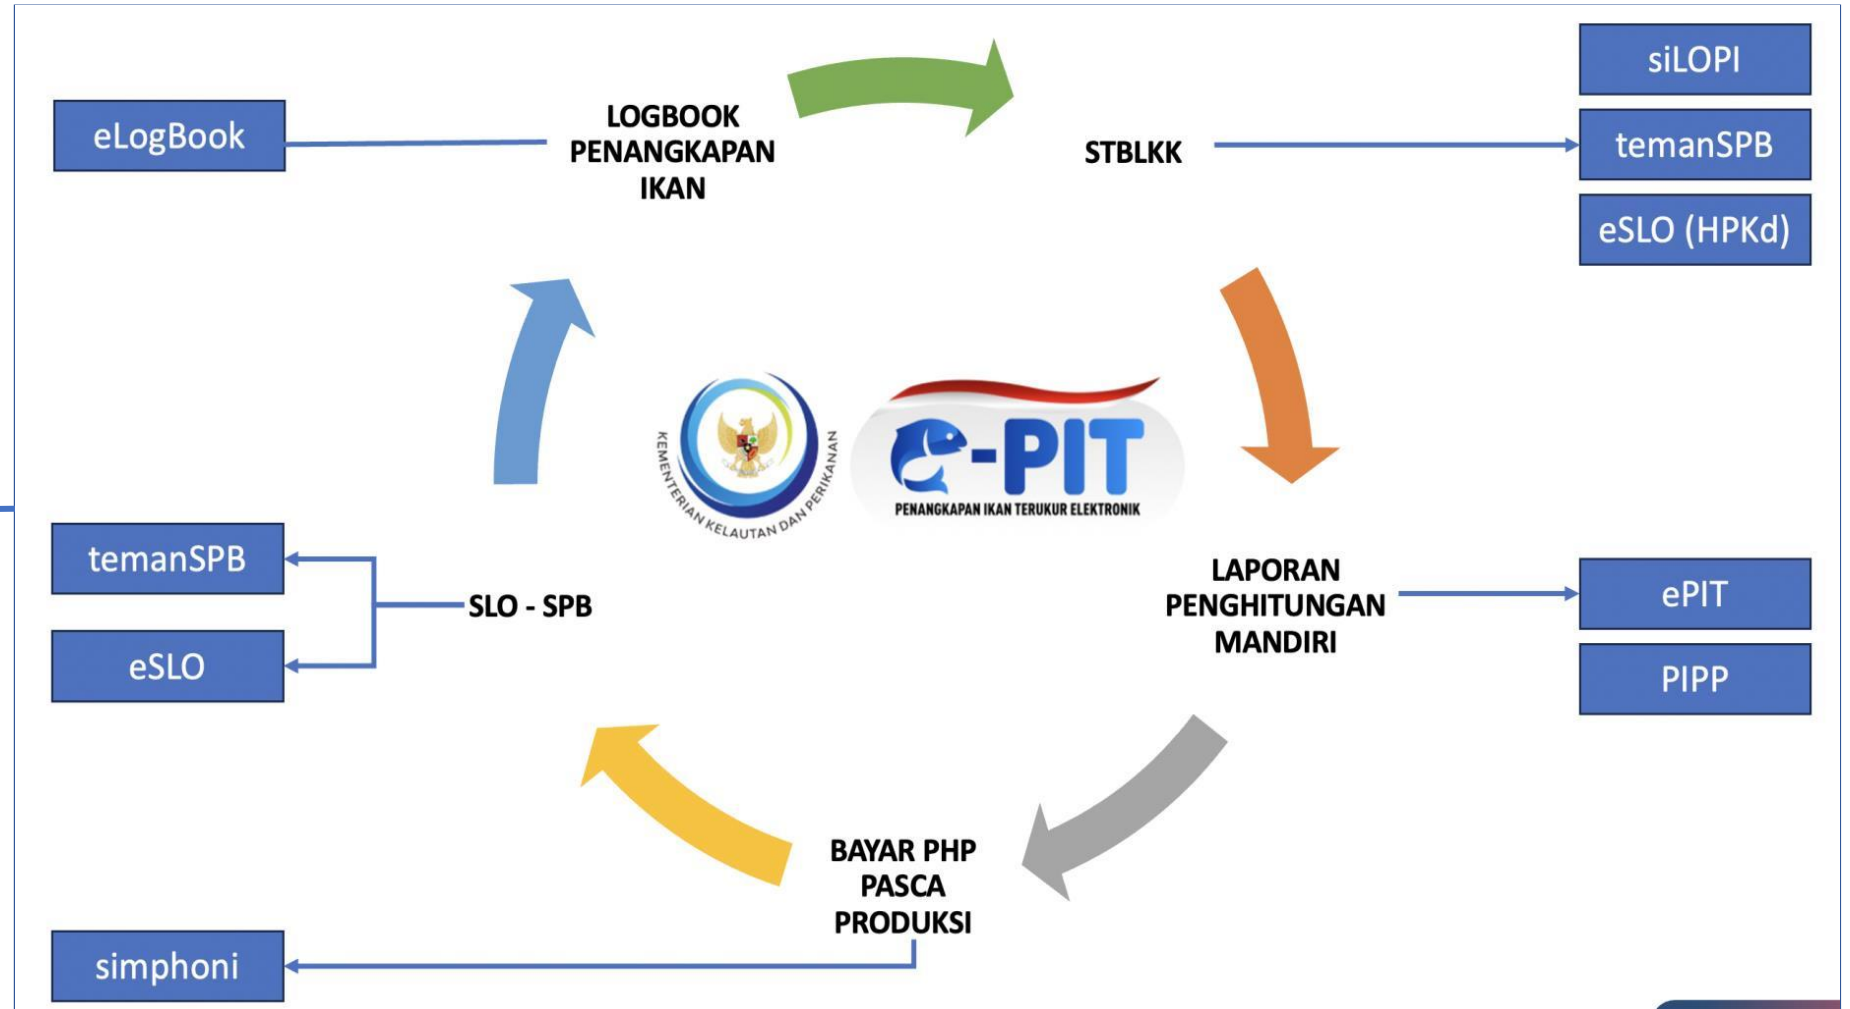 eLogBook
LOGBOOK
PENANGKAPAN
IKAN
STBLKK
siLOPI
temanSPB
eSLO (HPKd)
KEMENTERIAN KELAUTAN DAN PERIKANAN
e-PIT
PENANGKAPAN IKAN TERUKUR ELEKTRONIK
LAPORAN
PENGHITUNGAN
MANDIRI
ePIT
PIPP
BAYAR PHP
PASCA
PRODUKSI
simphoni
SLO - SPB
temanSPB
eSLO